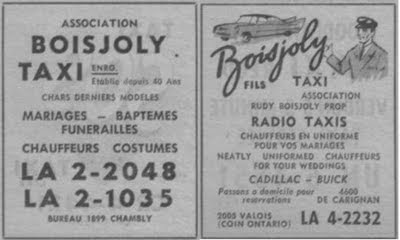 ASSOCIATION
BOISJOLY
TAXI ENRG.
Etablie depuis 40 Ans
CHARS DERNIERS MODELES
MARIAGES – BAPTEMES
FUNERAILLES
CHAUFFEURS COSTUMES
LA 2-2048
LA 2-1035
BUREAU 1899 CHAMBLY
Boisjoly
FILS TAXI
ASSOCIATION
RUDY BOISJOLY PROP
RADIO TAXIS
CHAUFFEURS EN UNIFORME
POUR VOS MARIAGES
NEATLY UNIFORMED CHAUFFEURS
FOR YOUR WEDDINGS
CADILLAC – BUICK
Passons a domicile pour 4600
reservations DE CARIGNAN
2005 VALOIS
(COIN ONTARIO) LA 4-2232